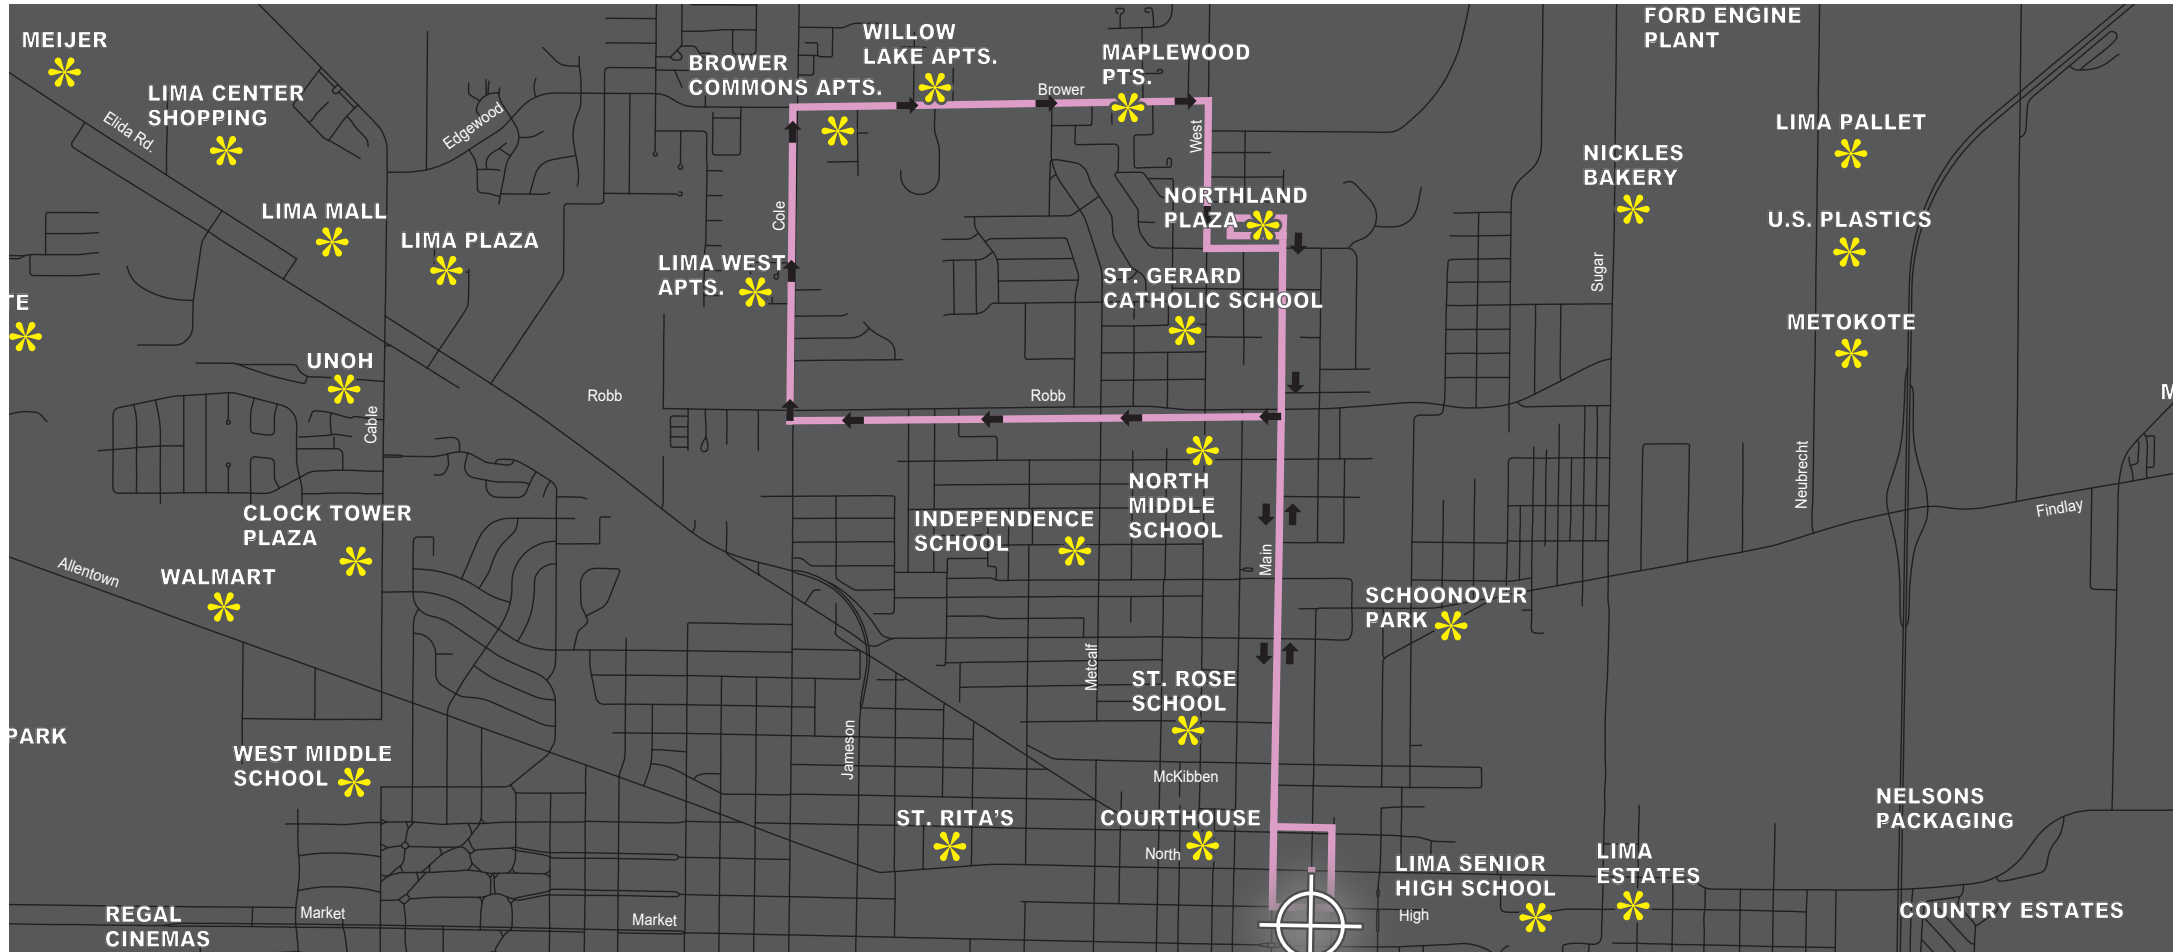 MEIJER
LIMA CENTER
SHOPPING
Elida Rd.
Edgewood
BROWER
COMMONS APTS.
WILLOW
LAKE APTS.
Brower
MAPLEWOOD
PTS.
West
FORD ENGINE
PLANT
LIMA PALLET
NICKLES
BAKERY
LIMA MALL
LIMA PLAZA
Cole
NORTHLAND
PLAZA
U.S. PLASTICS
Sugar
LIMA WEST
APTS.
ST. GERARD
CATHOLIC SCHOOL
TE
METOKOTE
UNOH
Cable
Robb
Robb
M
NORTH
MIDDLE
SCHOOL
Neubrecht
Findlay
CLOCK TOWER
PLAZA
INDEPENDENCE
SCHOOL
Main
Allentown
WALMART
SCHOONOVER
PARK
Metcalf
ST. ROSE
SCHOOL
PARK
Jameson
WEST MIDDLE
SCHOOL
McKibben
NELSONS
PACKAGING
ST. RITA'S
COURTHOUSE
North
LIMA SENIOR
HIGH SCHOOL
LIMA
ESTATES
REGAL
CINEMAS
Market
Market
High
COUNTRY ESTATES